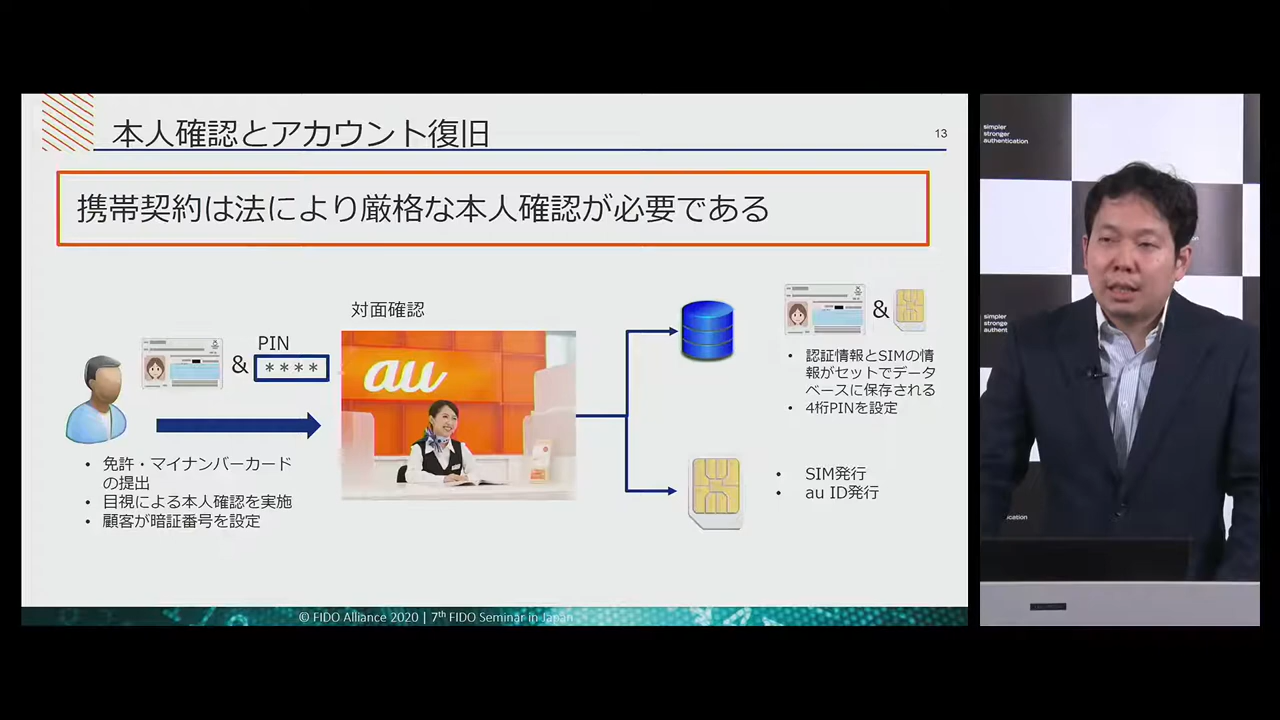 本人確認とアカウント復旧
13
携帯契約は法により厳格な本人確認が必要である
対面確認
PIN
&
****
au
• 免許・マイナンバーカード
の提出
• 目視による本人確認を実施
• 顧客が暗証番号を設定
&
• 認証情報とSIMの情
報がセットでデータ
ベースに保存される
• 4桁PINを設定
• SIM発行
• au ID発行
© FIDO Alliance 2020 | 7th FIDO Seminar in Japan
simpler
stronger
authentication
simpler
stronge
authenti
entication